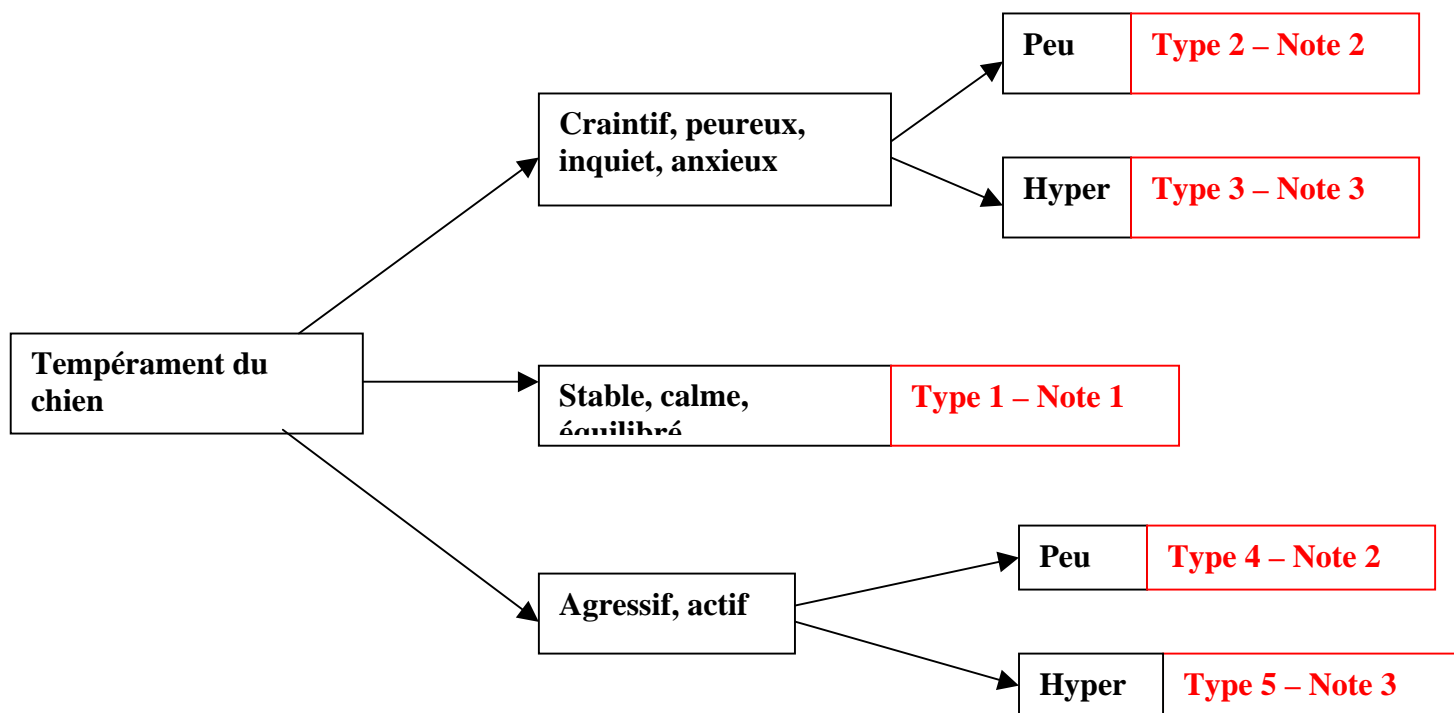 Peu
Type 2 – Note 2
Craintif, peureux,
inquiet, anxieux
Hyper
Type 3 – Note 3
Tempérament du
chien
Stable, calme,
équilibré
Type 1 – Note 1
Peu
Type 4 – Note 2
Agressif, actif
Hyper
Type 5 – Note 3